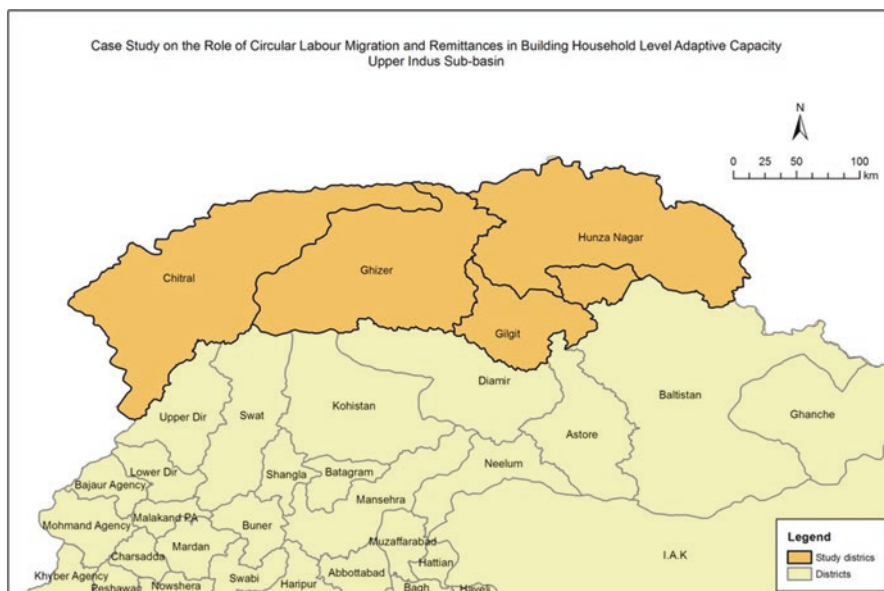 Case Study on the Role of Circular Labour Migration and Remittances in Building Household Level Adaptive Capacity
Upper Indus Sub-basin
N
0 25 50 100
km
Hunza Nagar
Chitral
Ghizer
Gilgit
Diamir
Baltistan
Kohistan
Upper Dir
Swat
Ghanche
Astore
Neelum
Lower Dir
Shangla
Batagram
Bajaur Agency
Mansehra
Malakand PA
Mohmand Agency
Buner
Muzaffarabad
Mardan
Charsadda
Hattian
I.A.K
Khyber Agency
Swabi
Abbottabad
Peshawar
Nowshera
Haripur
Bagh
Legend
Study districs
Districts